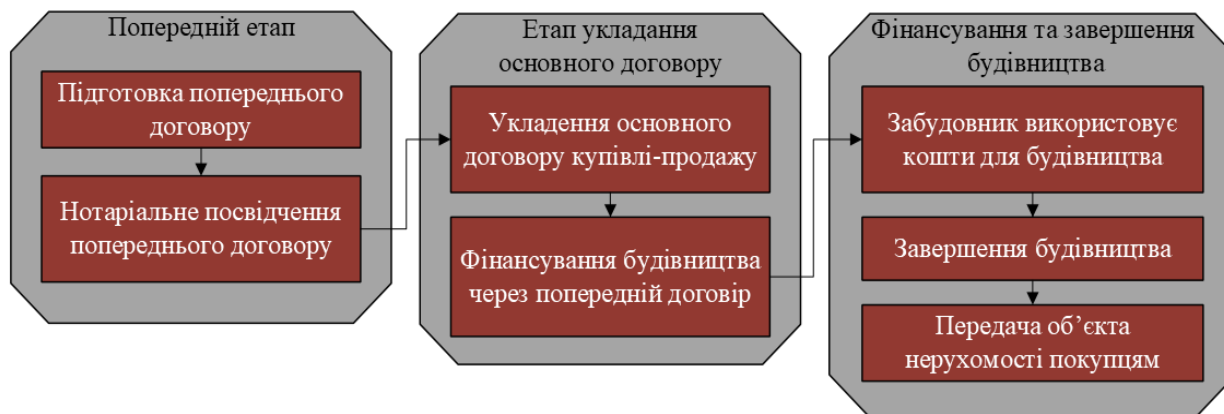 Попередній етап
Підготовка попереднього
договору
Нотаріальне посвідчення
попереднього договору
Етап укладання
основного договору
Укладення основного
договору купівлі-продажу
Фінансування будівництва
через попередній договір
Фінансування та завершення
будівництва
Забудовник використовує
кошти для будівництва
Завершення будівництва
Передача об’єкта
нерухомості покупцям